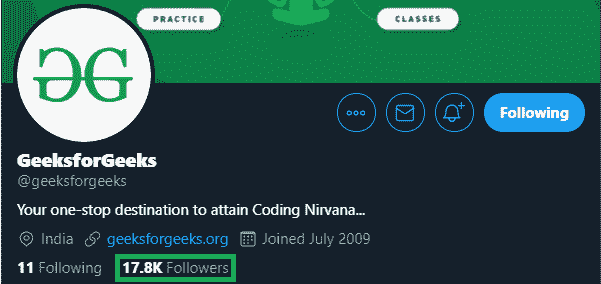 PRACTICE CLASSES
Following
GeeksforGeeks
@geeksforgeeks
Your one-stop destination to attain Coding Nirvana...
India geeksforgeeks.org Joined July 2009
11 Following 17.8K Followers